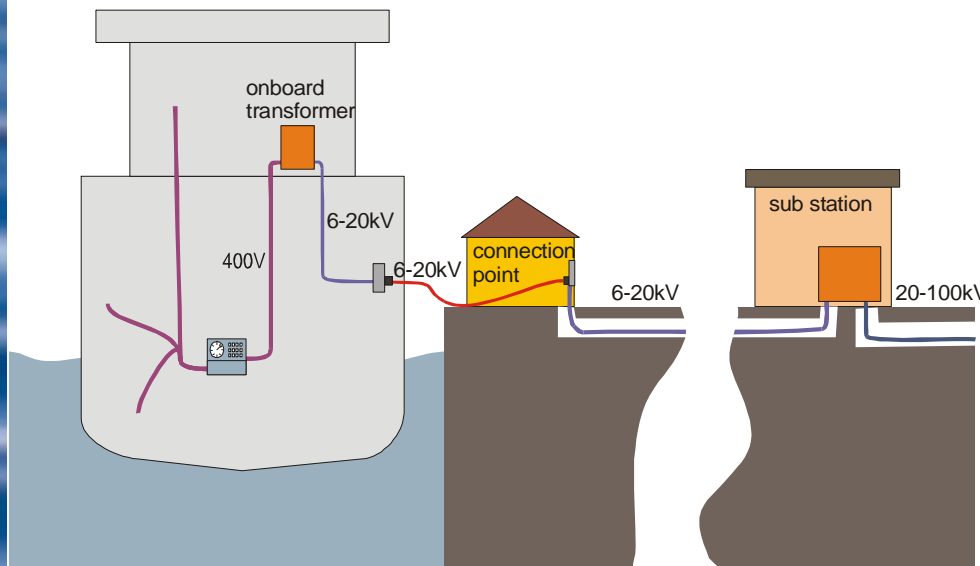 onboard
transformer
6-20kV
400V
6-20kV
connection
point
6-20kV
sub station
20-100kV